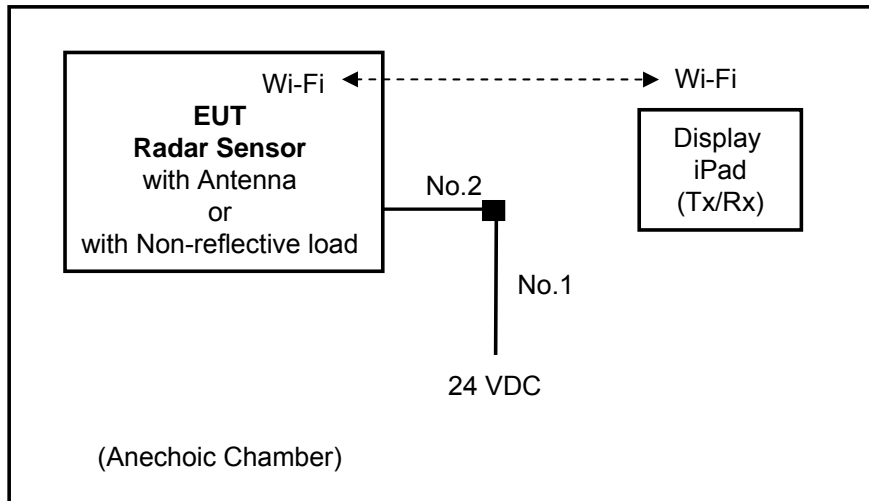 Wi-Fi
EUT
Radar Sensor
with Antenna
or
with Non-reflective load
Wi-Fi
Display
iPad
(Tx/Rx)
No.2
No.1
24 VDC
(Anechoic Chamber)